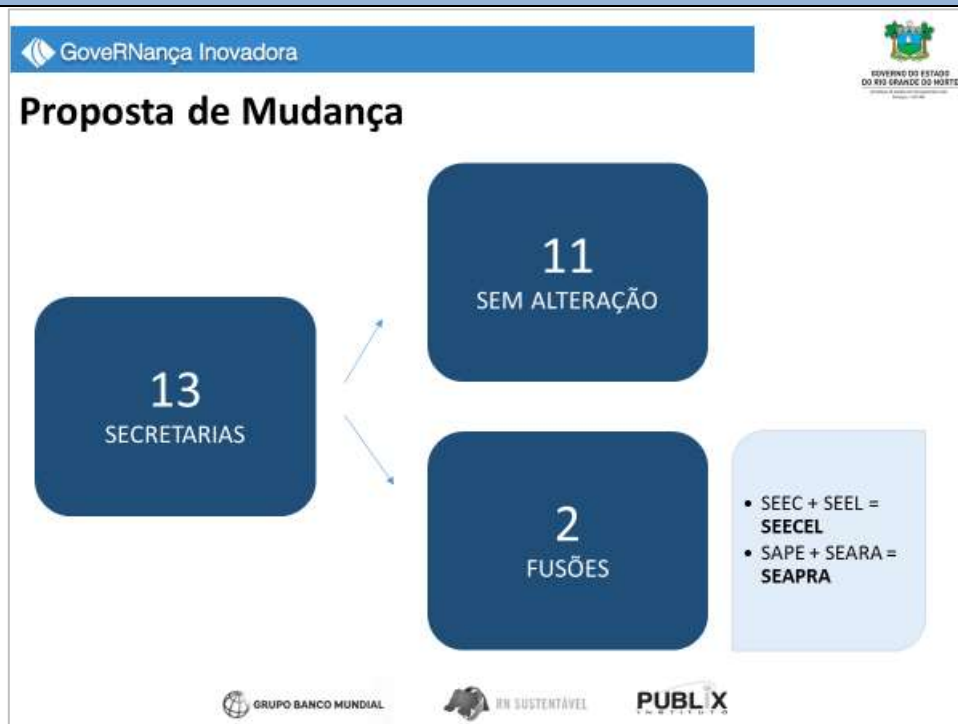 GoveRNança Inovadora
GOVERNO DO ESTADO
DO RIO GRANDE DO NORTE
Proposta de Mudança
11
SEM ALTERAÇÃO
13
SECRETARIAS
2
FUSÕES
• SEEC + SEEL =
SEECEL
• SAPE + SEARA =
SEAPRA
GRUPO BANCO MUNDIAL
RN SUSTENTÁVEL
PUBLIX
INSTITUTO